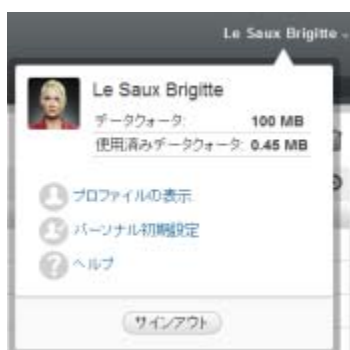 Le Saux Brigitte
Le Saux Brigitte
データクォータ: 100 MB
使用済みデータクォータ: 0.45 MB
プロファイルの表示
パーソナル初期設定
ヘルプ
サインアウト